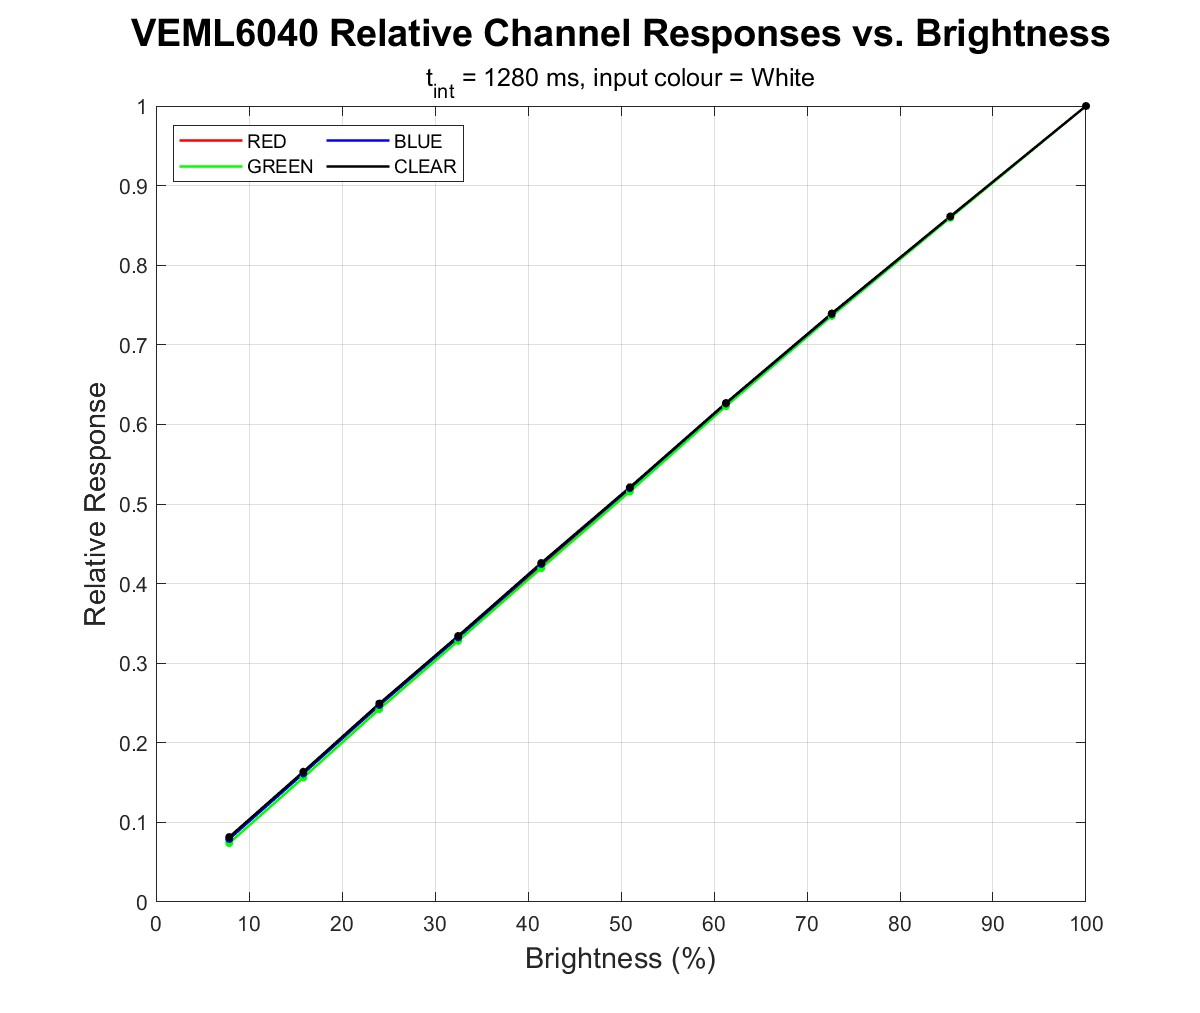 VEML6040 Relative Channel Responses vs. Brightness
t_int = 1280 ms, input colour = White
RED BLUE
GREEN CLEAR
1
0.9
0.8
0.7
0.6
0.5
0.4
0.3
0.2
0.1
0
Relative Response
0 10 20 30 40 50 60 70 80 90 100
Brightness (%)